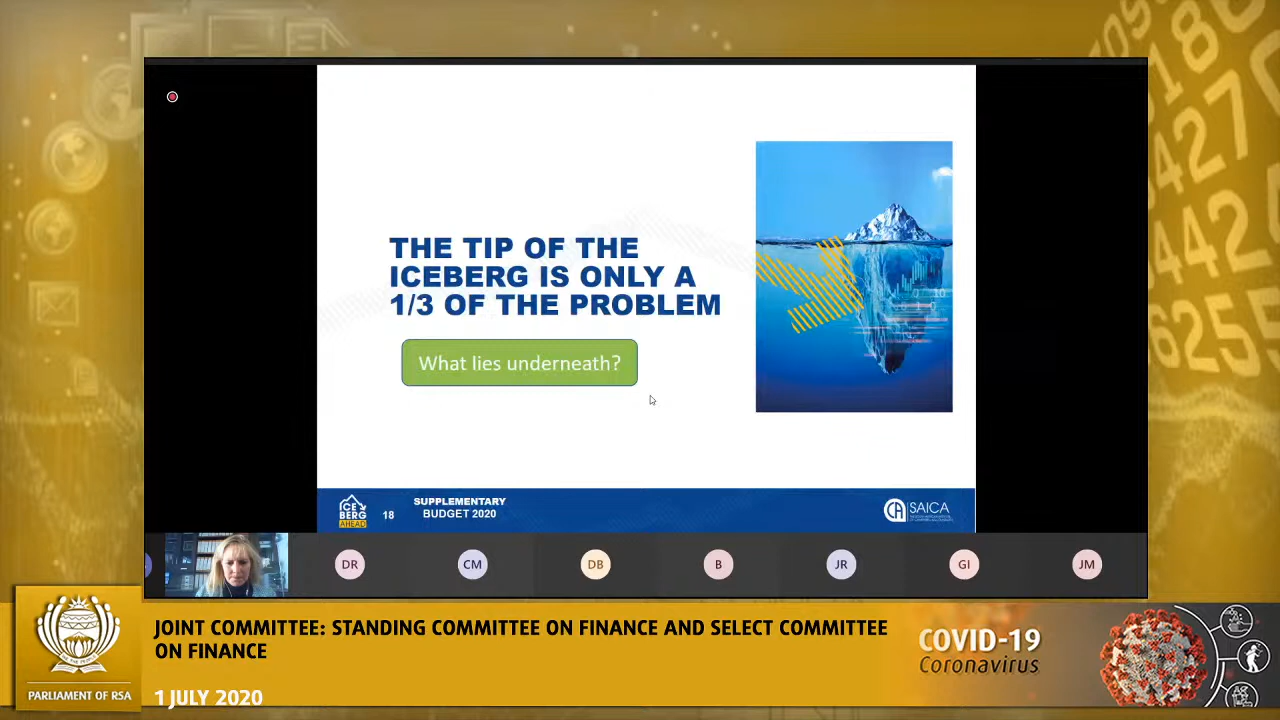 THE TIP OF THE
ICEBERG IS ONLY A
1/3 OF THE PROBLEM
What lies underneath?
ICE
BERG
AHEAD
18
SUPPLEMENTARY
BUDGET 2020
CA
SAICA
DR
CM
DB
B
JR
GI
JM
JOINT COMMITTEE: STANDING COMMITTEE ON FINANCE AND SELECT COMMITTEE
ON FINANCE
1 JULY 2020
PARLIAMENT OF RSA
COVID-19
Coronavirus